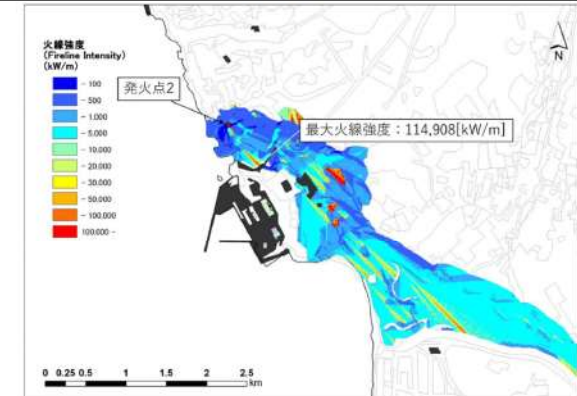 火線強度
(Fireline Intensity)
(kW/m)
- 100
- 500
- 1,000
- 5,000
- 10,000
- 20,000
- 30,000
- 50,000
- 100,000
100,000 -
発火点2
最大火線強度：114,908[kW/m]
N
0 0.25 0.5 1 1.5 2 2.5
km